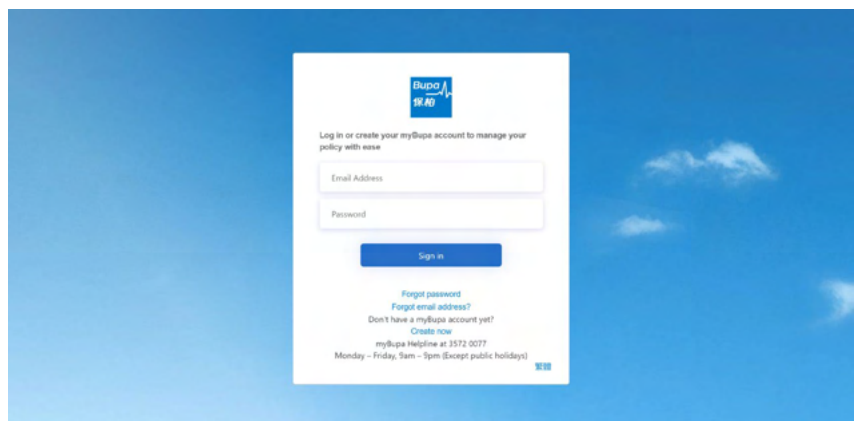 Bupa
保柏
Log in or create your myBupa account to manage your
policy with ease
Email Address
Password
Sign in
Forgot password
Forgot email address?
Don't have a myBupa account yet?
Create now
myBupa Helpline at 3572 0077
Monday – Friday, 9am – 9pm (Except public holidays)
繁體